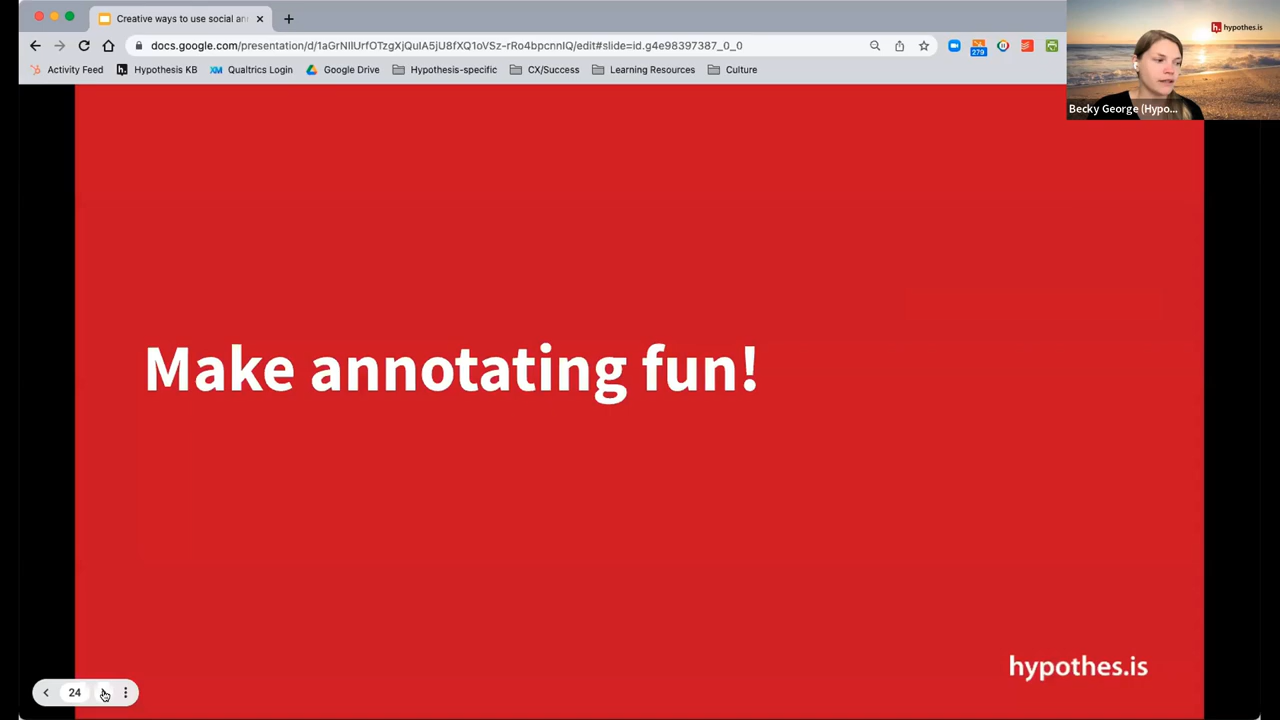 Creative ways to use social an
docs.google.com/presentation/d/1aGrNIlUrfOTzgXjQuIA5jU8fXQ1oVSz-rRo4bpcnnIQ/edit#slide=id.g4e98397387_0_0
279
hypothes.is
Activity Feed
Hypothesis KB
Qualtrics Login
Google Drive
Hypothesis-specific
CX/Success
Learning Resources
Culture
Becky George (Hypo...
Make annotating fun!
hypothes.is
24